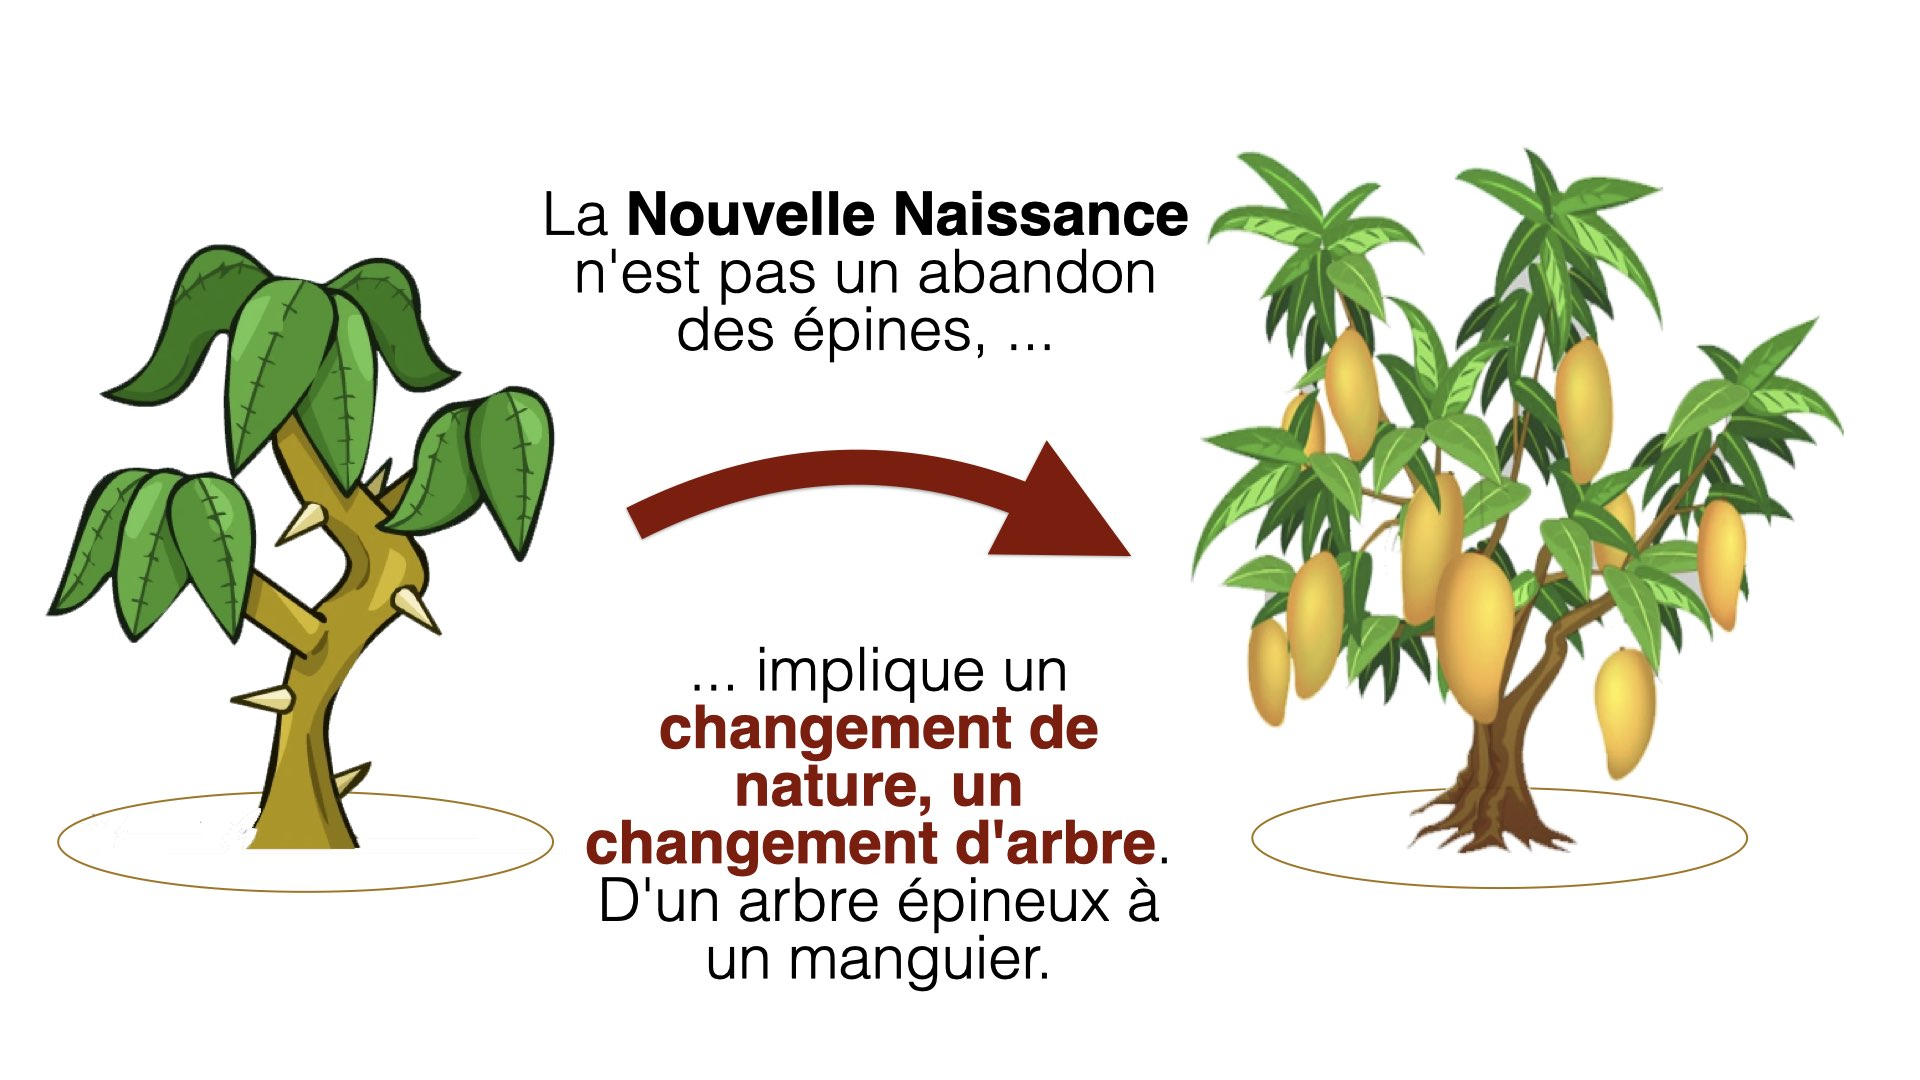 La Nouvelle Naissance
n'est pas un abandon
des épines, ...
... implique un
changement de
nature, un
changement d'arbre.
D'un arbre épineux à
un manguier.